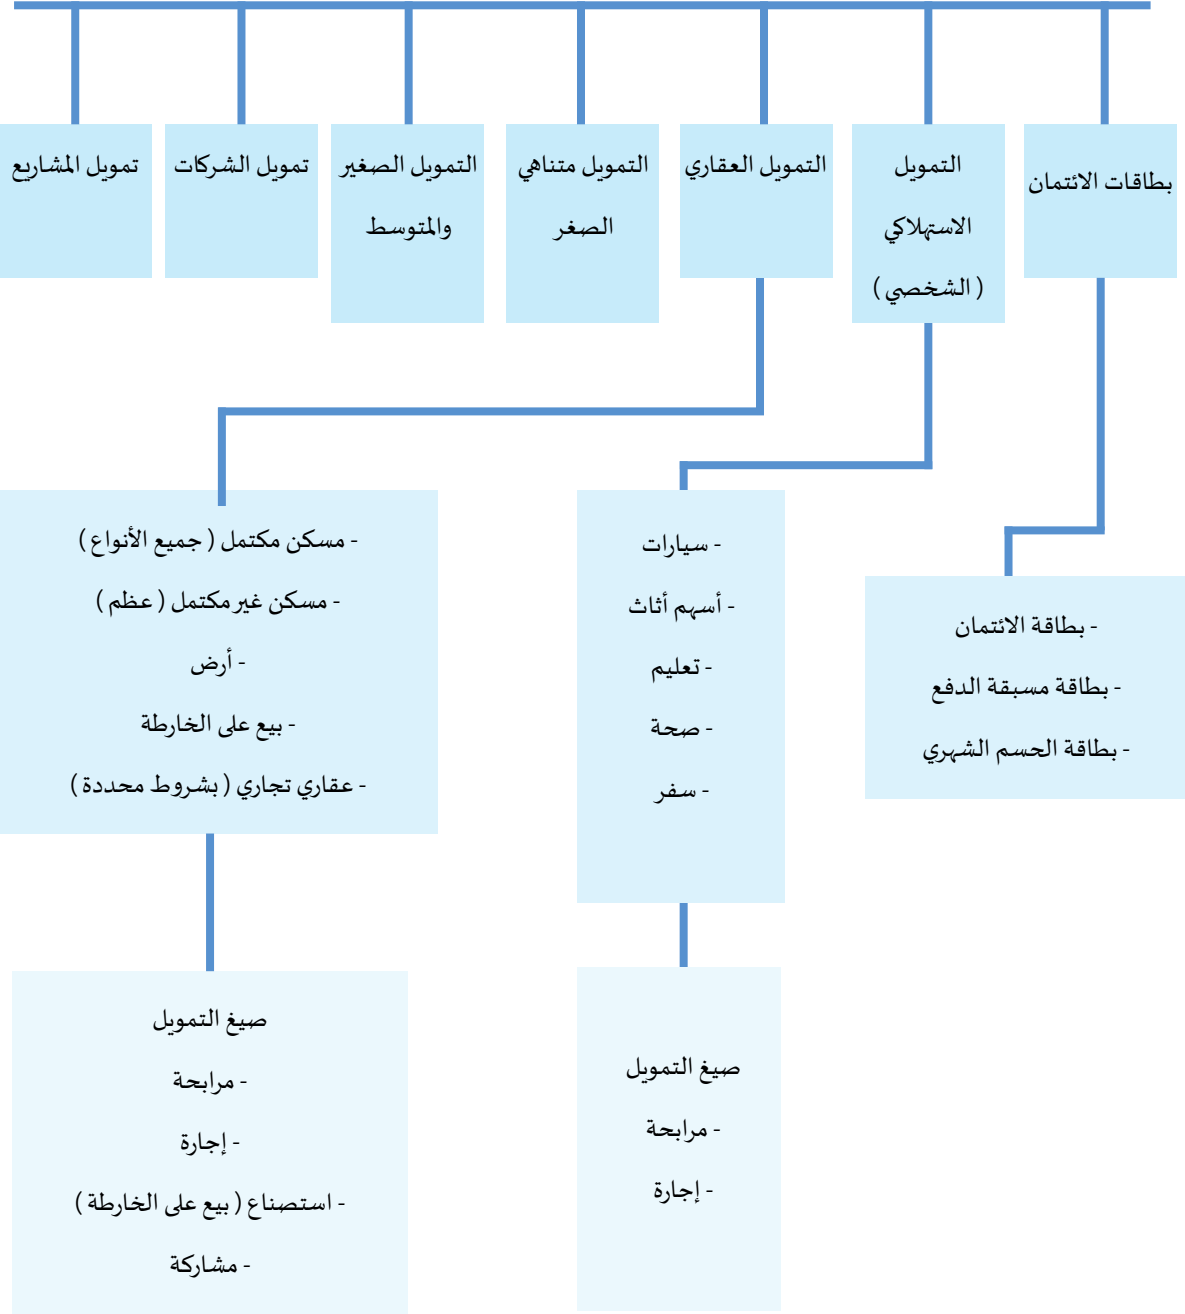 بطاقات الائتمان
التمويل
الاستهلاكي
( الشخصي )
التمويل العقاري
التمويل متناهي
الصغر
التمويل الصغير
والمتوسط
تمويل الشركات
تمويل المشاريع
- بطاقة الائتمان
- بطاقة مسبقة الدفع
- بطاقة الحسم الشهري
- سيارات
- أسهم أثاث
- تعليم
- صحة
- سفر
صيغ التمويل
- مرابحة
- إجارة
- مسكن مكتمل ( جميع الأنواع )
- مسكن غير مكتمل ( عظم )
- أرض
- بيع على الخارطة
- عقاري تجاري ( بشروط محددة )
صيغ التمويل
- مرابحة
- إجارة
- استصناع ( بيع على الخارطة )
- مشاركة